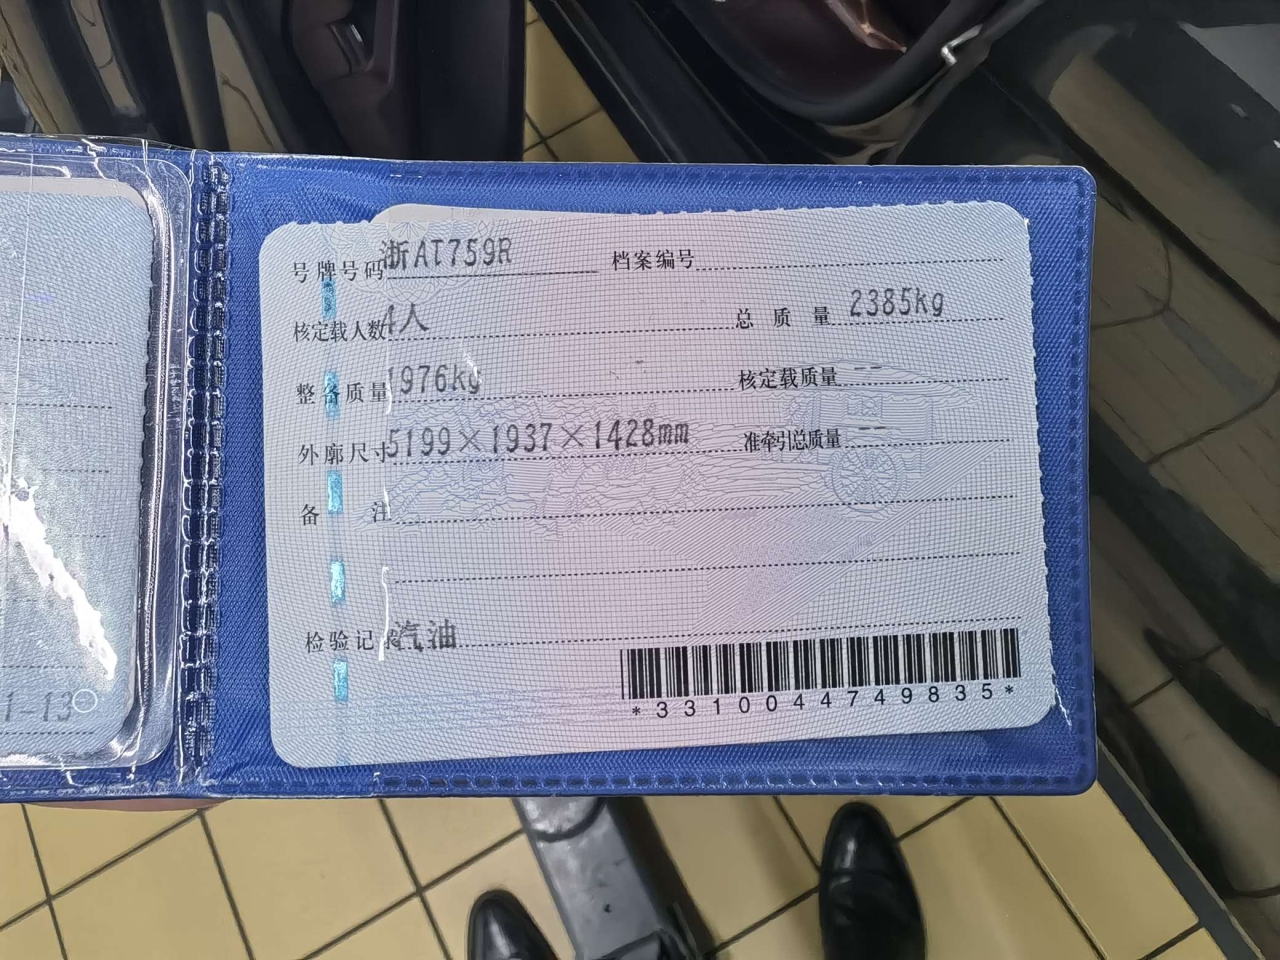 号牌号码 浙AT759R 档案编号
核定载人数 4人 总质量 2385kg
整备质量 1976kg 核定载质量 --
外廓尺寸 5199×1937×1428mm 准牵引总质量 --
备注
检验记录 汽油
*3310044749835*
1-13